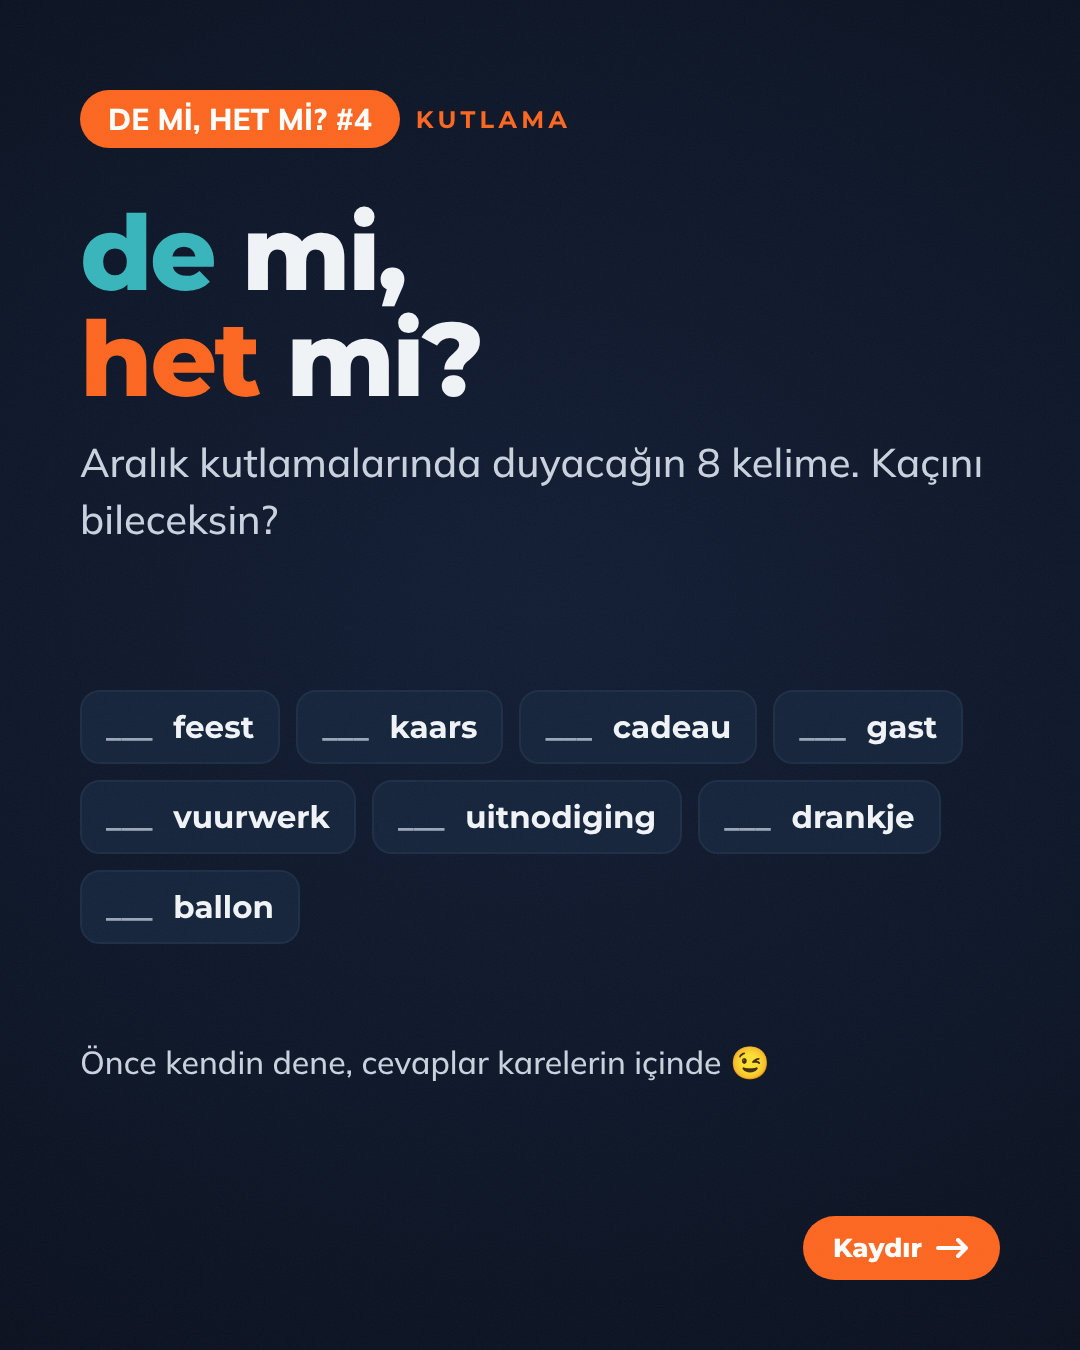 DE Mİ, HET Mİ? #4 KUTLAMA
de mi,
het mi?
Aralık kutlamalarında duyacağın 8 kelime. Kaçını
bileceksin?
___ feest ___ kaars ___ cadeau ___ gast
___ vuurwerk ___ uitnodiging ___ drankje
___ ballon
Önce kendin dene, cevaplar karelerin içinde 😉
Kaydır →